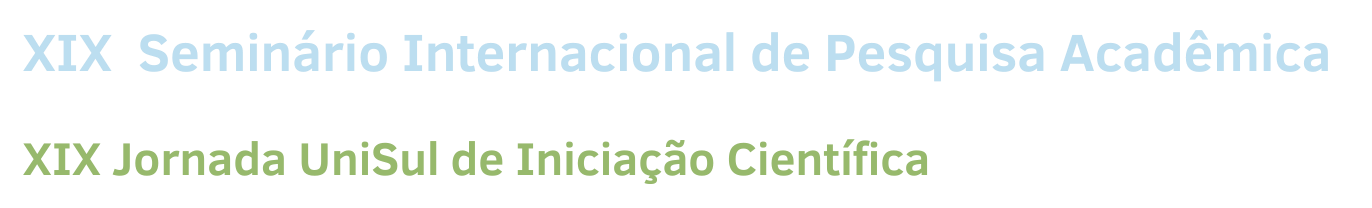 XIX Seminário Internacional de Pesquisa Acadêmica
XIX Jornada UniSul de Iniciação Científica